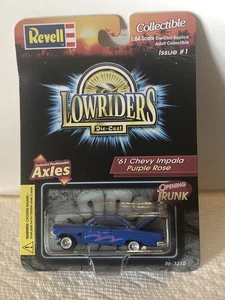 Revell
Collectible
1:64 Scale Die-Cast Replica
Adult Collectible
Issue #1
LOWRIDERS
Die-Cast
Axles
'61 Chevy Impala
Purple Rose
OPENING
TRUNK